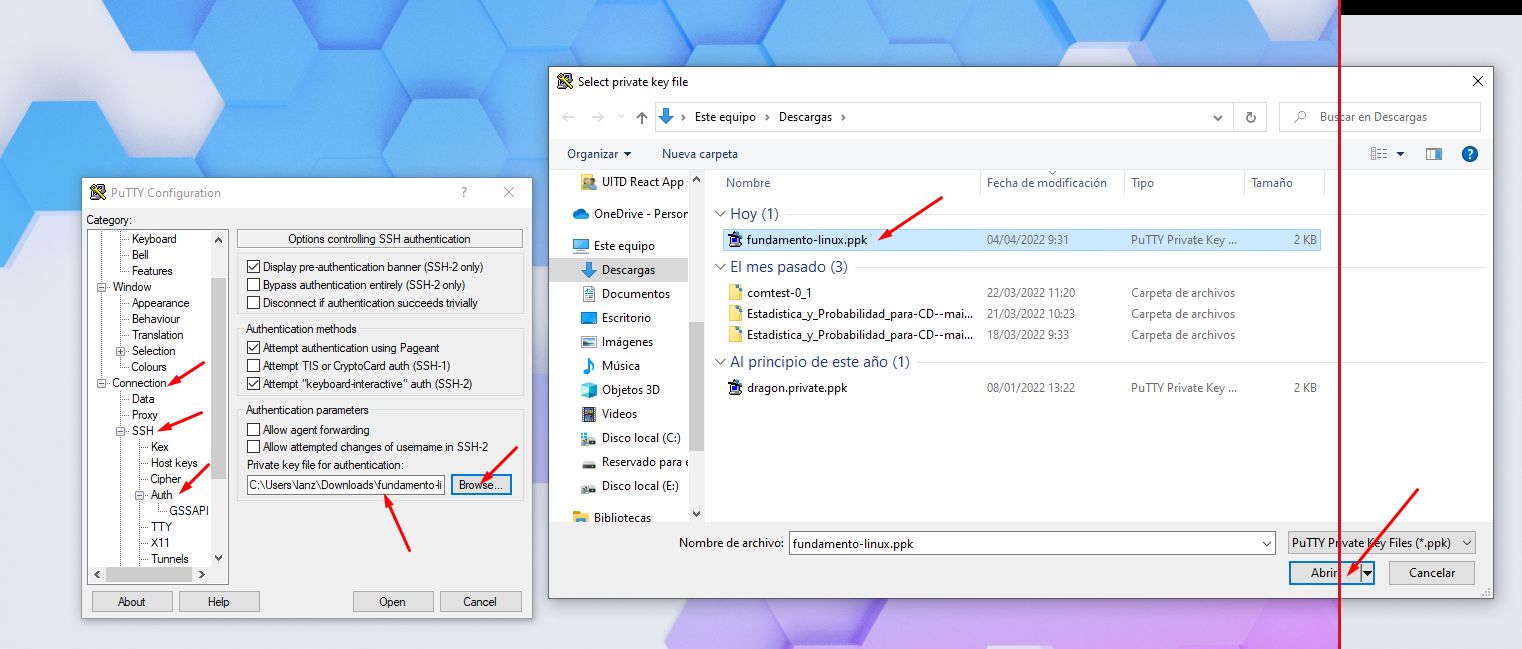 PuTTY Configuration
?
Category:
Keyboard
Bell
Features
Window
Appearance
Behaviour
Translation
Selection
Colours
Connection
Data
Proxy
SSH
Kex
Host keys
Cipher
Auth
GSSAPI
TTY
X11
Tunnels
Options controlling SSH authentication
Display pre-authentication banner (SSH-2 only)
Bypass authentication entirely (SSH-2 only)
Disconnect if authentication succeeds trivially
Authentication methods
Attempt authentication using Pageant
Attempt TIS or CryptoCard auth (SSH-1)
Attempt "keyboard-interactive" auth (SSH-2)
Authentication parameters
Allow agent forwarding
Allow attempted changes of username in SSH-2
Private key file for authentication:
C:\Users\lanz\Downloads\fundamento-li
Browse...
About
Help
Open
Cancel
Select private key file
Este equipo
Descargas
Buscar en Descargas
Organizar
Nueva carpeta
?
UITD React App
OneDrive - Person
Este equipo
Descargas
Documentos
Escritorio
Imágenes
Música
Objetos 3D
Videos
Disco local (C:)
Reservado para e
Disco local (E:)
Bibliotecas
Nombre Fecha de modificación Tipo Tamaño
Hoy (1)
fundamento-linux.ppk 04/04/2022 9:31 PuTTY Private Key ... 2 KB
El mes pasado (3)
comtest-0_1 22/03/2022 11:20 Carpeta de archivos
Estadistica_y_Probabilidad_para-CD--mai... 21/03/2022 10:23 Carpeta de archivos
Estadistica_y_Probabilidad_para-CD--mai... 18/03/2022 9:33 Carpeta de archivos
Al principio de este año (1)
dragon.private.ppk 08/01/2022 13:22 PuTTY Private Key ... 2 KB
Nombre de archivo: fundamento-linux.ppk PuTTY Private Key Files (*.ppk)
Abrir Cancelar